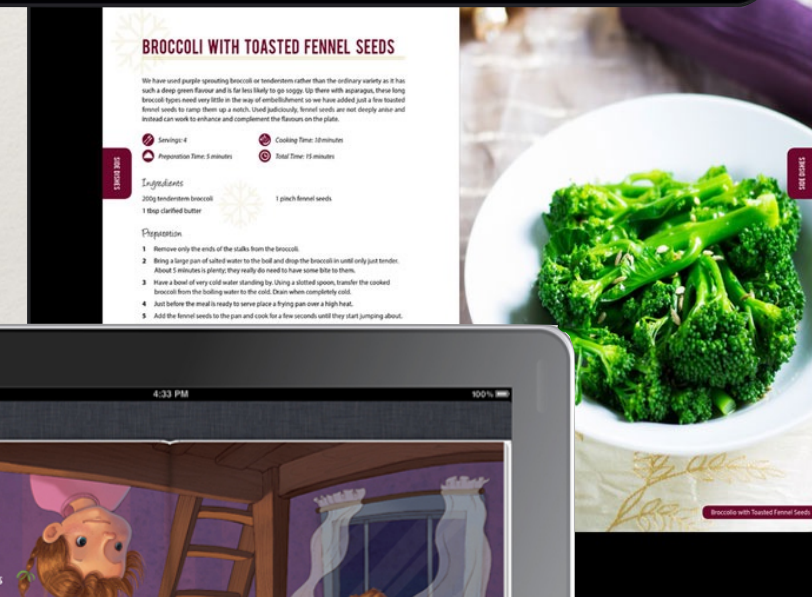 BROCCOLI WITH TOASTED FENNEL SEEDS
We have used purple sprouting broccoli or tenderstem rather than the ordinary variety as it has
such a deep green flavour and is far less likely to go soggy. Up there with asparagus, these long
broccoli types need very little in the way of embellishment so we have added just a few toasted
fennel seeds to ramp them up a notch. Used judiciously, fennel seeds are not deeply anise and
instead can work to enhance and complement the flavours on the plate.
Servings: 4
Cooking Time: 10 minutes
Preparation Time: 5 minutes
Total Time: 15 minutes
SIDE DISHES
SIDE DISHES
Ingredients
200g tenderstem broccoli
1 pinch fennel seeds
1 tbsp clarified butter
Preparation
1 Remove only the ends of the stalks from the broccoli.
2 Bring a large pan of salted water to the boil and drop the broccoli in until only just tender.
About 5 minutes is plenty; they really do need to have some bite to them.
3 Have a bowl of very cold water standing by. Using a slotted spoon, transfer the cooked
broccoli from the boiling water to the cold. Drain when completely cold.
4 Just before the meal is ready to serve place a frying pan over a high heat.
5 Add the fennel seeds to the pan and cook for a few seconds until they start jumping about.
4:33 PM
100%
Broccolio with Toasted Fennel Seeds